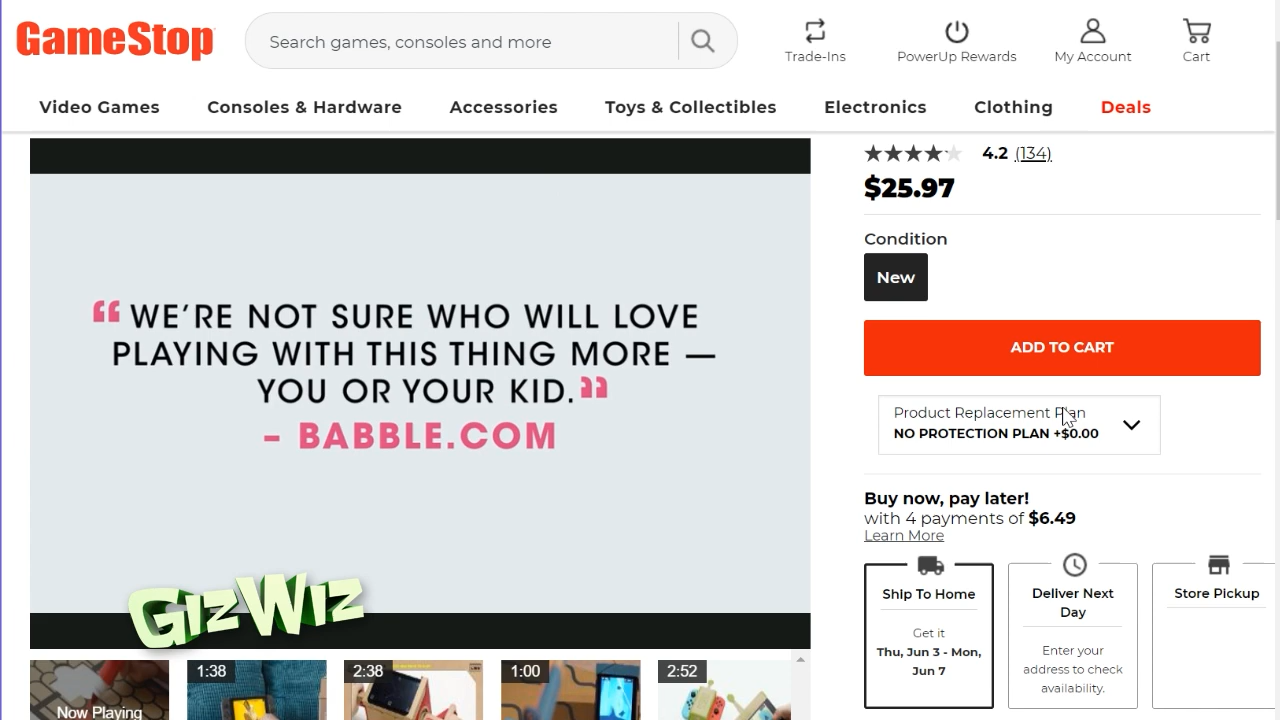 GameStop
Search games, consoles and more
Trade-Ins
PowerUp Rewards
My Account
Cart
Video Games
Consoles & Hardware
Accessories
Toys & Collectibles
Electronics
Clothing
Deals
“WE’RE NOT SURE WHO WILL LOVE
PLAYING WITH THIS THING MORE —
YOU OR YOUR KID.”
– BABBLE.COM
GizWiz
Now Playing
1:38
2:38
1:00
2:52
4.2 (134)
$25.97
Condition
New
ADD TO CART
Product Replacement Plan
NO PROTECTION PLAN +$0.00
Buy now, pay later!
with 4 payments of $6.49
Learn More
Ship To Home
Get it
Thu, Jun 3 - Mon,
Jun 7
Deliver Next
Day
Enter your
address to check
availability.
Store Pickup